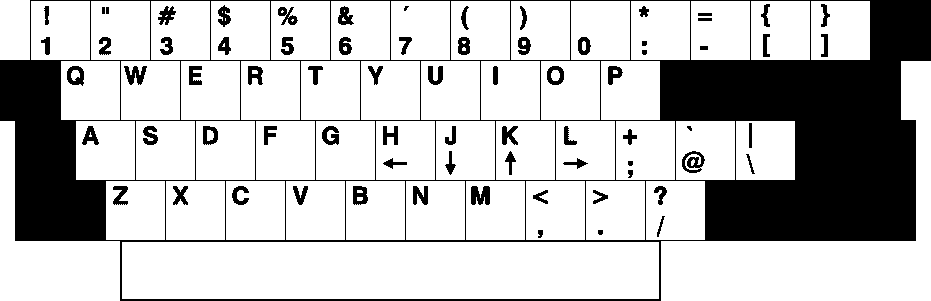 ! " # $ % & ´ ( ) * = { }
1 2 3 4 5 6 7 8 9 0 : - [ ]
Q W E R T Y U I O P
A S D F G H J K L + ` |
← ↓ ↑ → ; @ \
Z X C V B N M < > ?
, . /